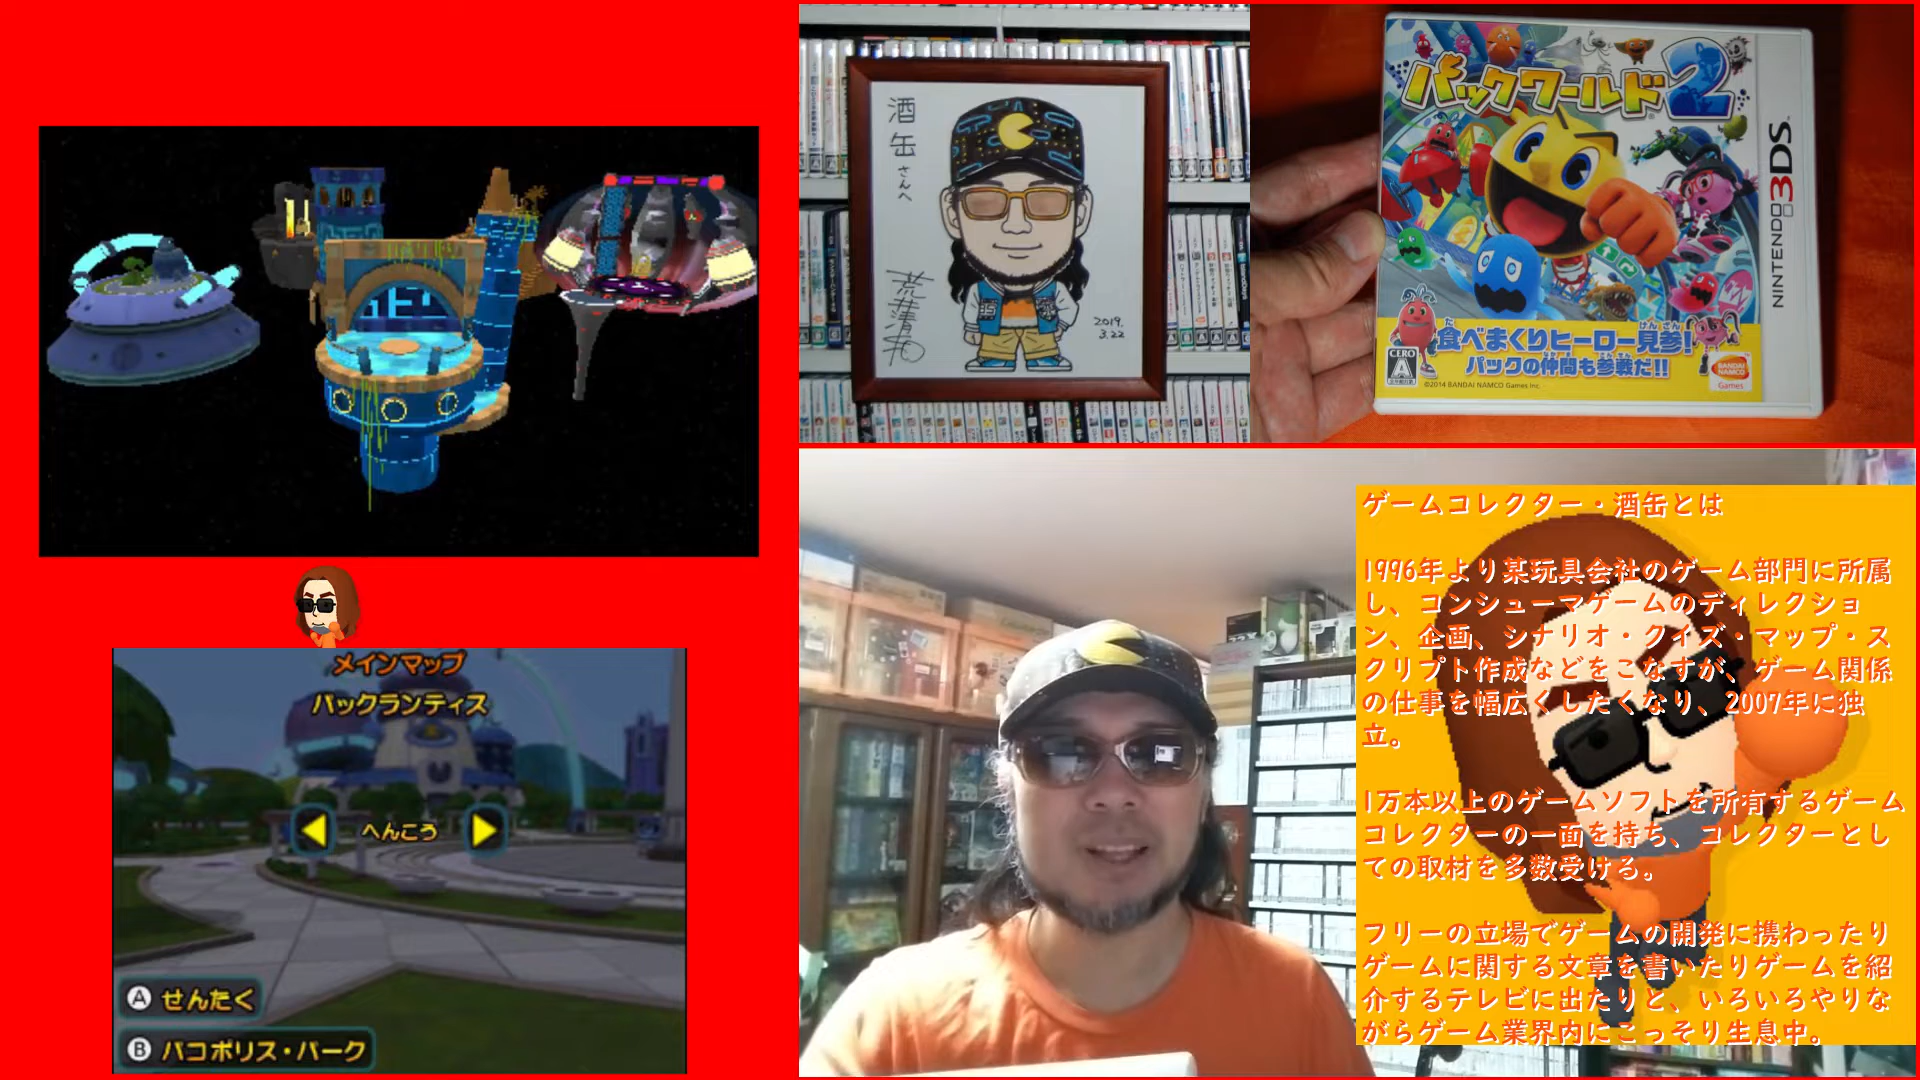 酒缶さんへ
2019.
3.22
パックワールド2
NINTENDO 3DS
食べまくりヒーロー見参!
パックの仲間も参戦だ!!
CERO
A
©2014 BANDAI NAMCO Games Inc.
BANDAI
NAMCO
Games
メインマップ
パックランティス
へんこう
A せんたく
B パコポリス・パーク
ゲームコレクター・酒缶とは
1996年より某玩具会社のゲーム部門に所属
し、コンシューマゲームのディレクショ
ン、企画、シナリオ・クイズ・マップ・ス
クリプト作成などをこなすが、ゲーム関係
の仕事を幅広くしたくなり、2007年に独
立。
1万本以上のゲームソフトを所有するゲーム
コレクターの一面を持ち、コレクターとし
ての取材を多数受ける。
フリーの立場でゲームの開発に携わったり
ゲームに関する文章を書いたりゲームを紹
介するテレビに出たりと、いろいろやりな
がらゲーム業界内にこっそり生息中。